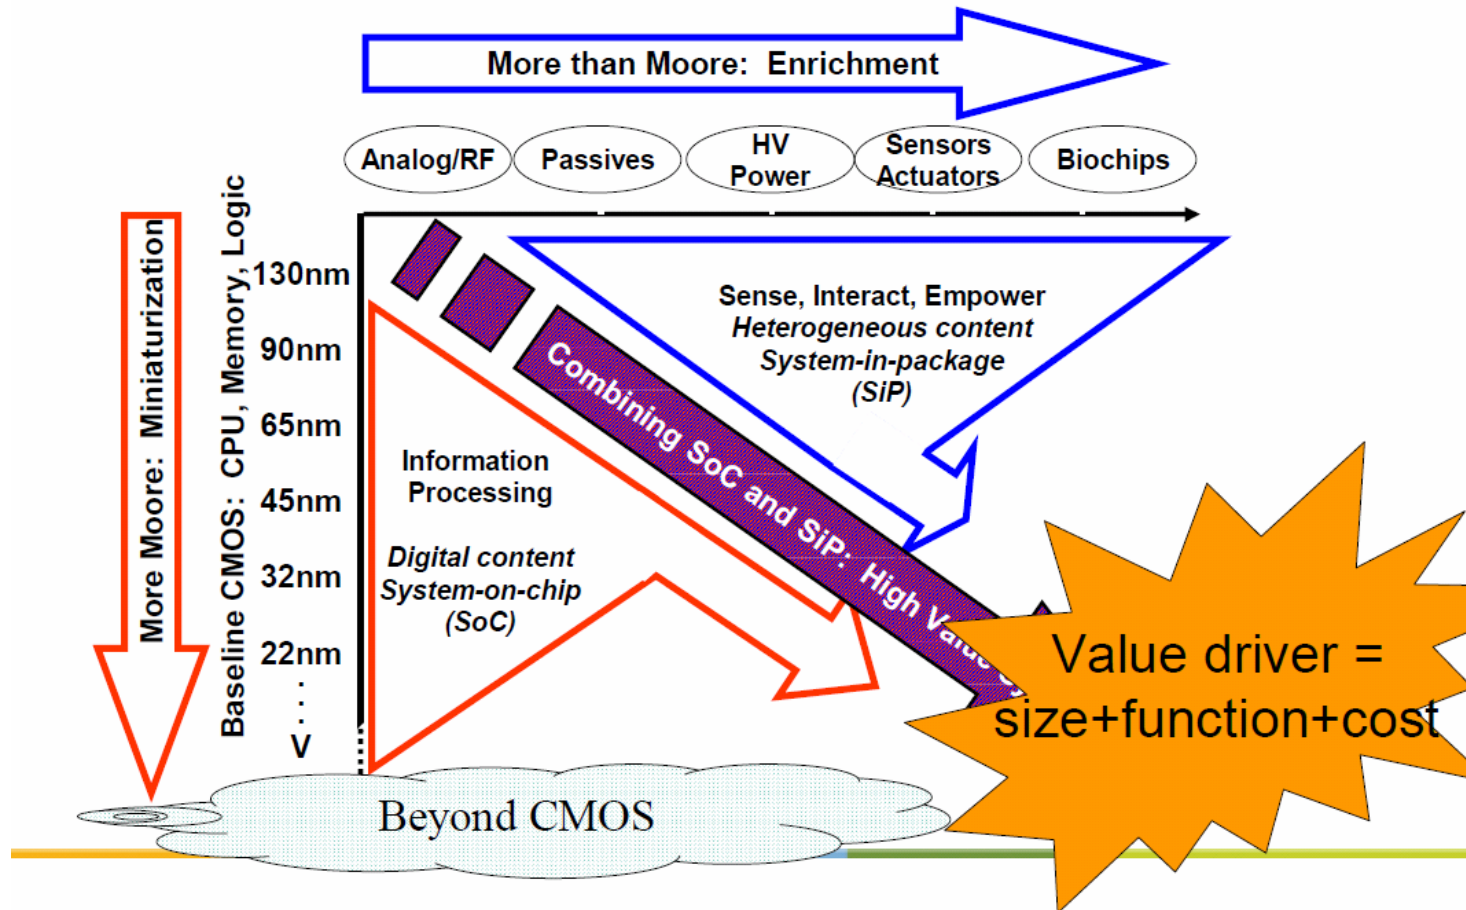 More than Moore:  Enrichment
Analog/RF
Passives
HV
Power
Sensors
Actuators
Biochips
More Moore:  Miniaturization
Baseline CMOS:  CPU, Memory, Logic
130nm
90nm
65nm
45nm
32nm
22nm
.
.
.
V
Sense, Interact, Empower
Heterogeneous content
System-in-package
(SiP)
Combining SoC and SiP:  High Value
Information
Processing
Digital content
System-on-chip
(SoC)
Value driver =
size+function+cost
Beyond CMOS